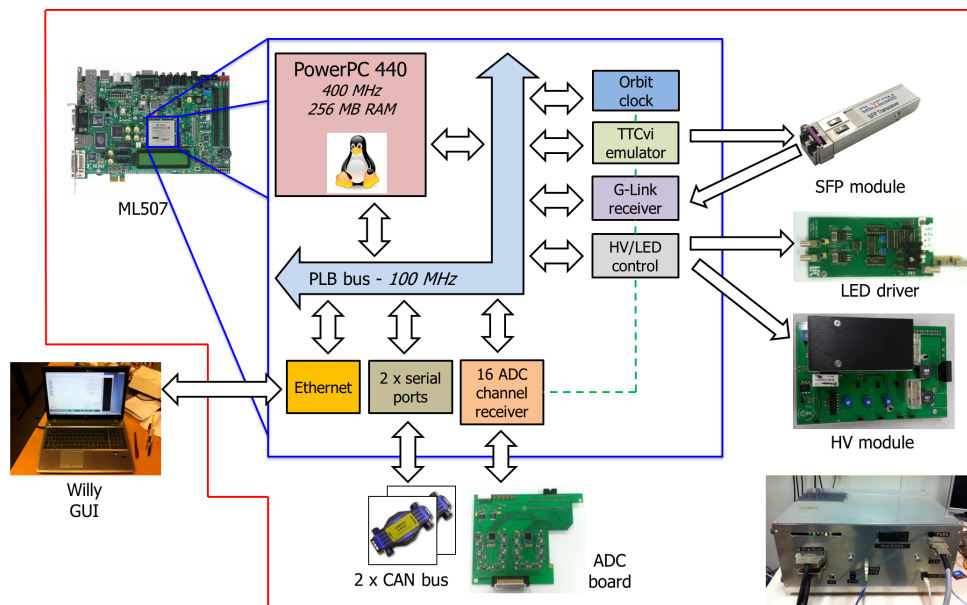 PowerPC 440
400 MHz
256 MB RAM
Orbit
clock
TTCvi
emulator
G-Link
receiver
HV/LED
control
PLB bus - 100 MHz
Ethernet
2 x serial
ports
16 ADC
channel
receiver
ML507
SFP Transceiver
SFP module
LED driver
HV module
Willy
GUI
2 x CAN bus
ADC
board